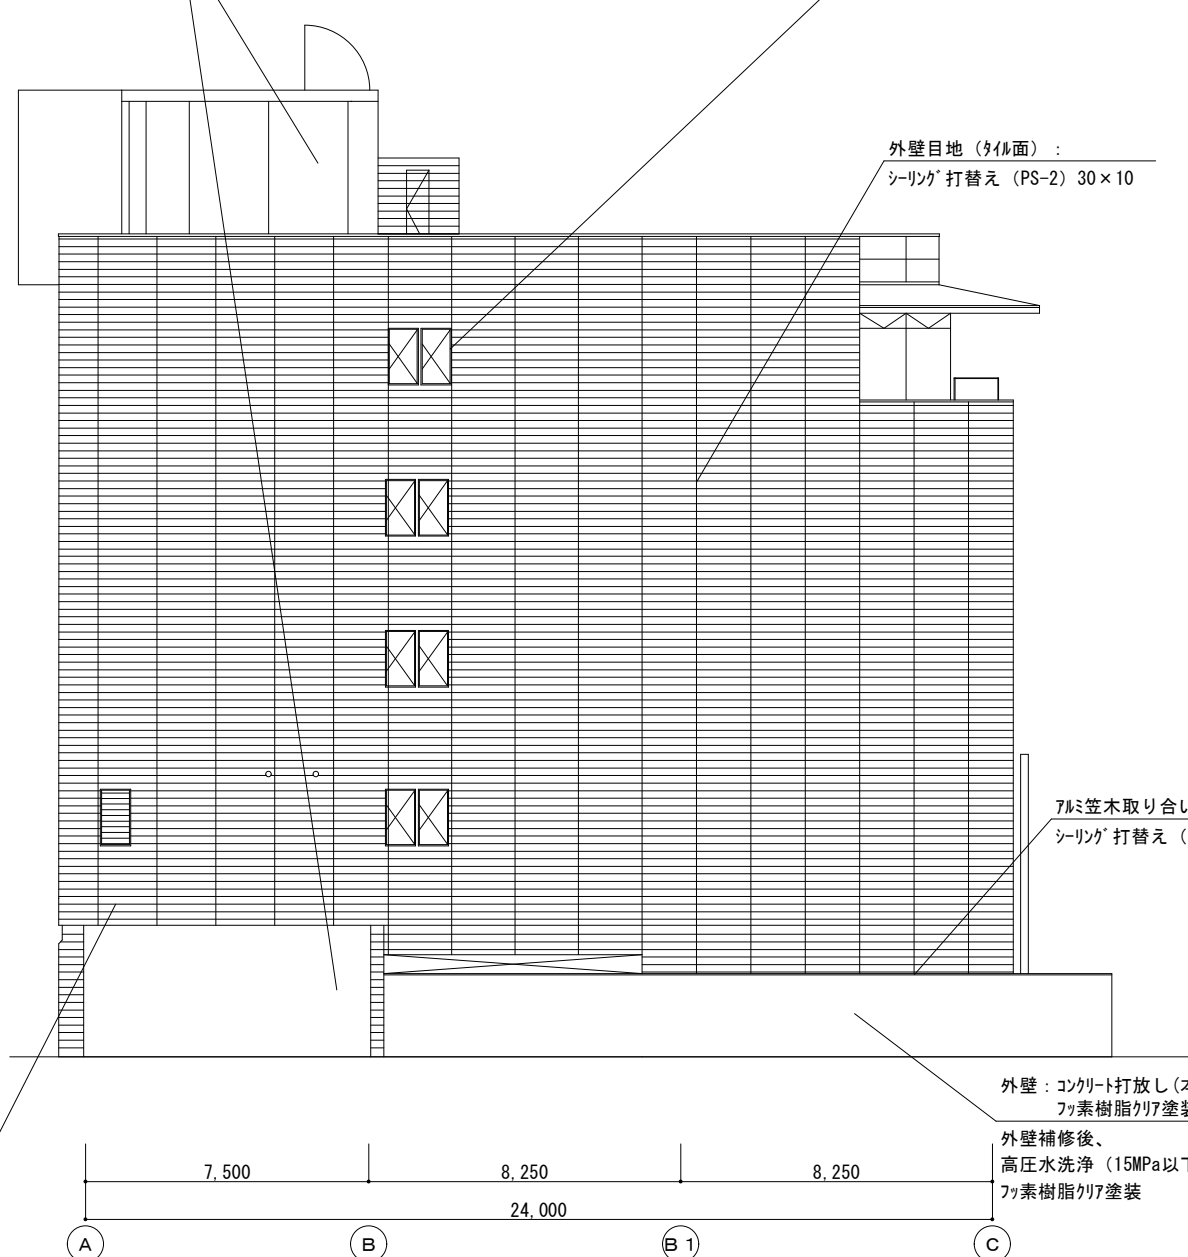 外壁目地（ﾀｲﾙ面）：
ｼｰﾘﾝｸﾞ打替え（PS-2）30×10
ｱﾙﾐ笠木取り合い
ｼｰﾘﾝｸﾞ打替え（
外壁：ｺﾝｸﾘｰﾄ打放し(
ﾌｯ素樹脂ｸﾘｱ塗装
外壁補修後、
高圧水洗浄（15MPa以下
ﾌｯ素樹脂ｸﾘｱ塗装
7,500
8,250
8,250
24,000
A
B
B1
C